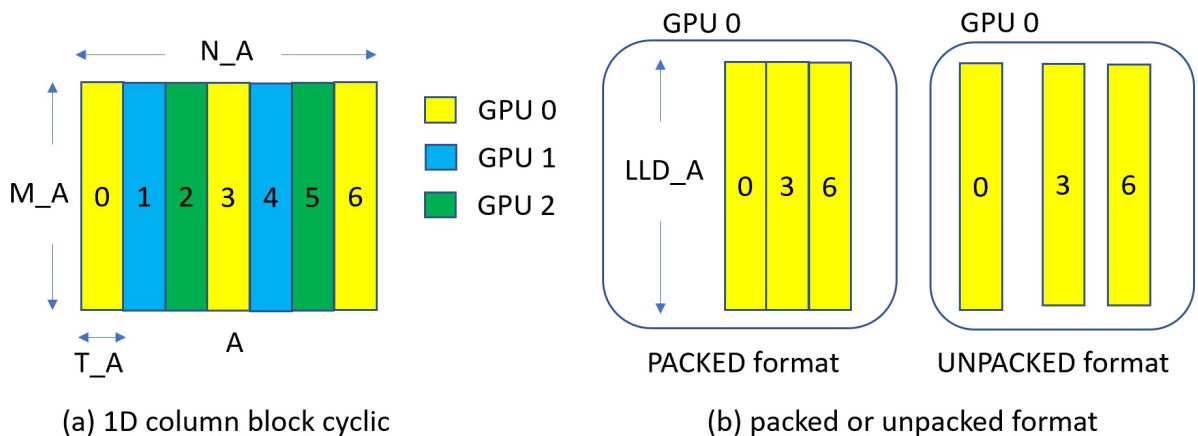 N_A
M_A
0 1 2 3 4 5 6
T_A
A
GPU 0
GPU 1
GPU 2
(a) 1D column block cyclic
GPU 0
LLD_A
0 3 6
PACKED format
GPU 0
0 3 6
UNPACKED format
(b) packed or unpacked format